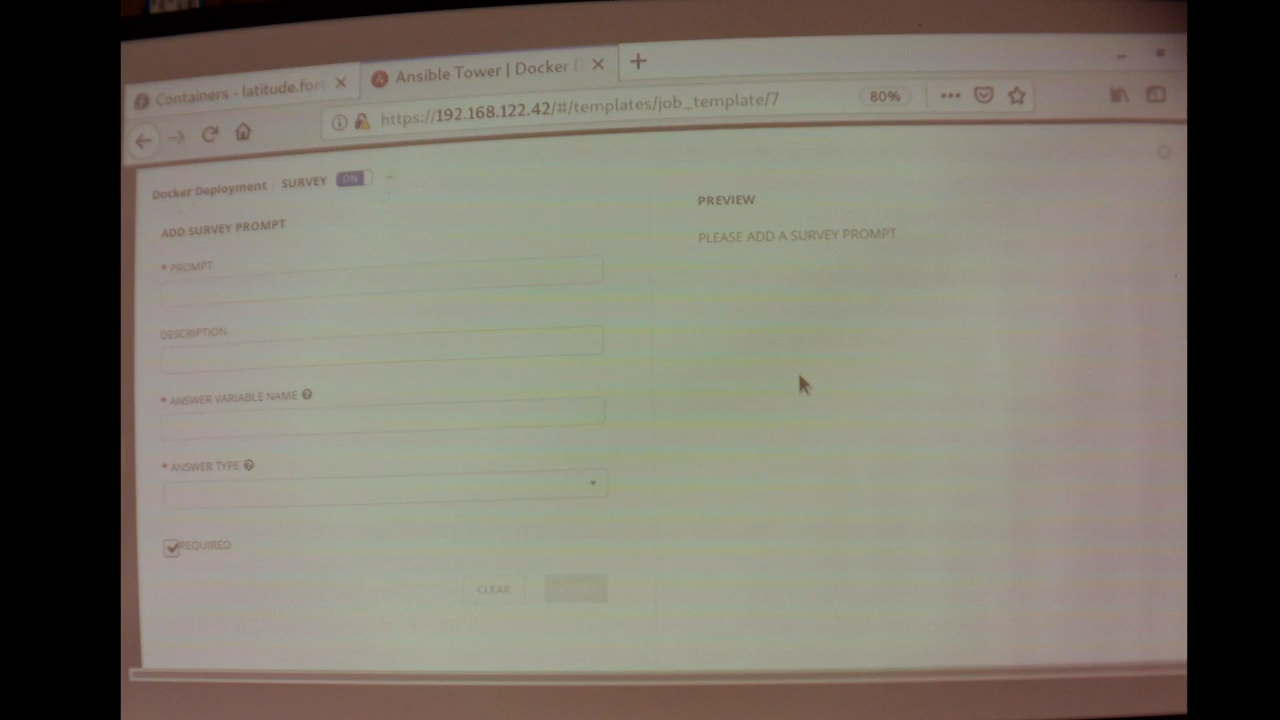 Containers - latitude.for
Ansible Tower | Docker D
https://192.168.122.42/#/templates/job_template/7
80%
Docker Deployment SURVEY ON
ADD SURVEY PROMPT
* PROMPT
DESCRIPTION
* ANSWER VARIABLE NAME
* ANSWER TYPE
REQUIRED
CLEAR
PREVIEW
PLEASE ADD A SURVEY PROMPT.